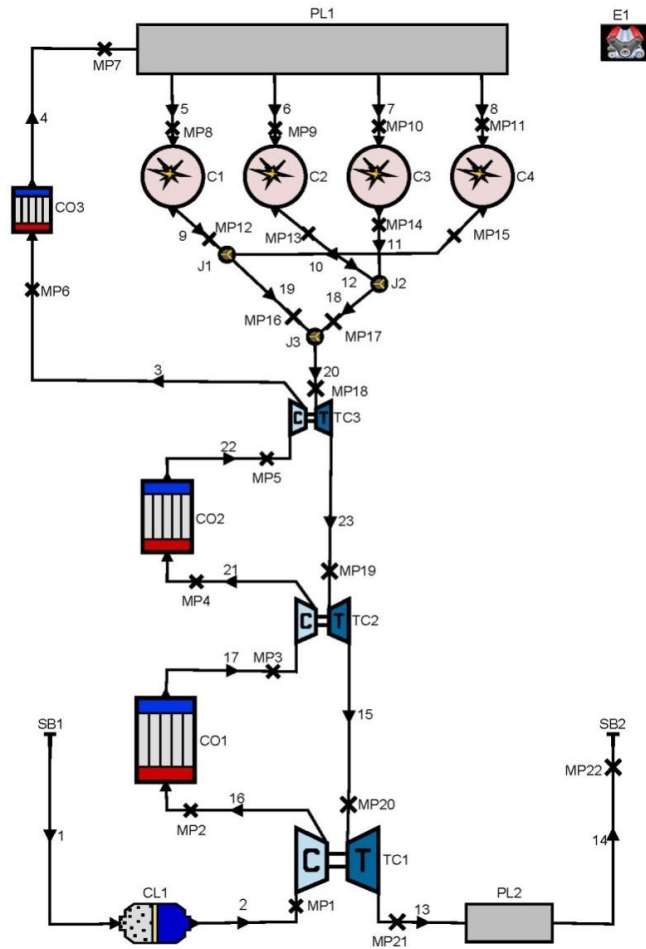 PL1
E1
MP7
4
5
6
7
8
MP8
MP9
MP10
MP11
C1
C2
C3
C4
CO3
MP12
MP13
MP14
MP15
9
10
11
12
J1
J2
MP6
19
18
MP16
MP17
J3
20
MP18
3
C
T
TC3
22
MP5
CO2
23
21
MP19
MP4
C
T
TC2
17
MP3
15
SB1
SB2
CO1
MP22
16
MP20
MP2
1
14
C
T
TC1
CL1
2
MP1
13
PL2
MP21